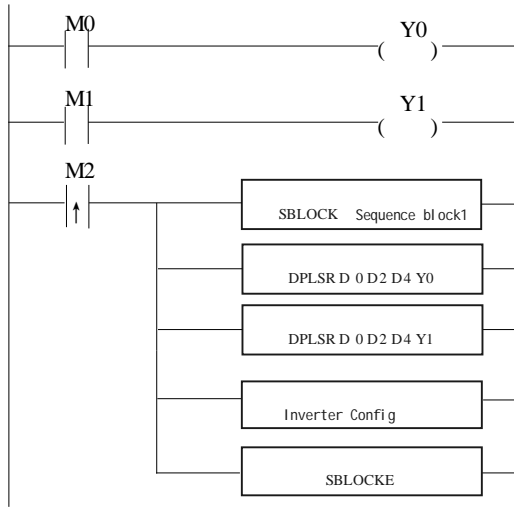 M0 Y0
( )
M1 Y1
( )
M2
SBLOCK Sequence block1
DPLSR D 0 D2 D4 Y0
DPLSR D 0 D2 D4 Y1
Inverter Config
SBLOCKE